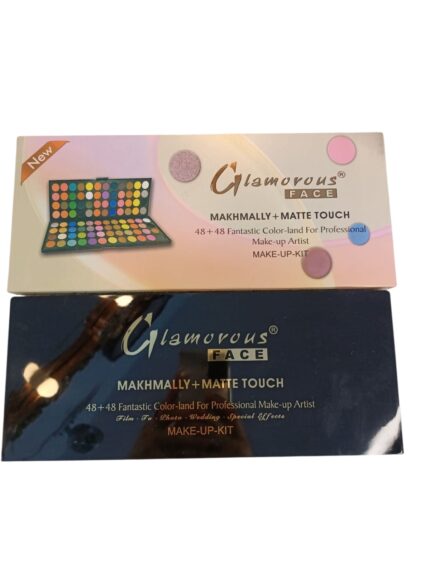 New
Glamorous®
FACE
MAKHMALLY+MATTE TOUCH
48+48 Fantastic Color-land For Professional
Make-up Artist
MAKE-UP-KIT
Glamorous®
FACE
MAKHMALLY+MATTE TOUCH
48+48 Fantastic Color-land For Professional Make-up Artist
Film - Tv - Photo - Wedding - Special Effects
MAKE-UP-KIT